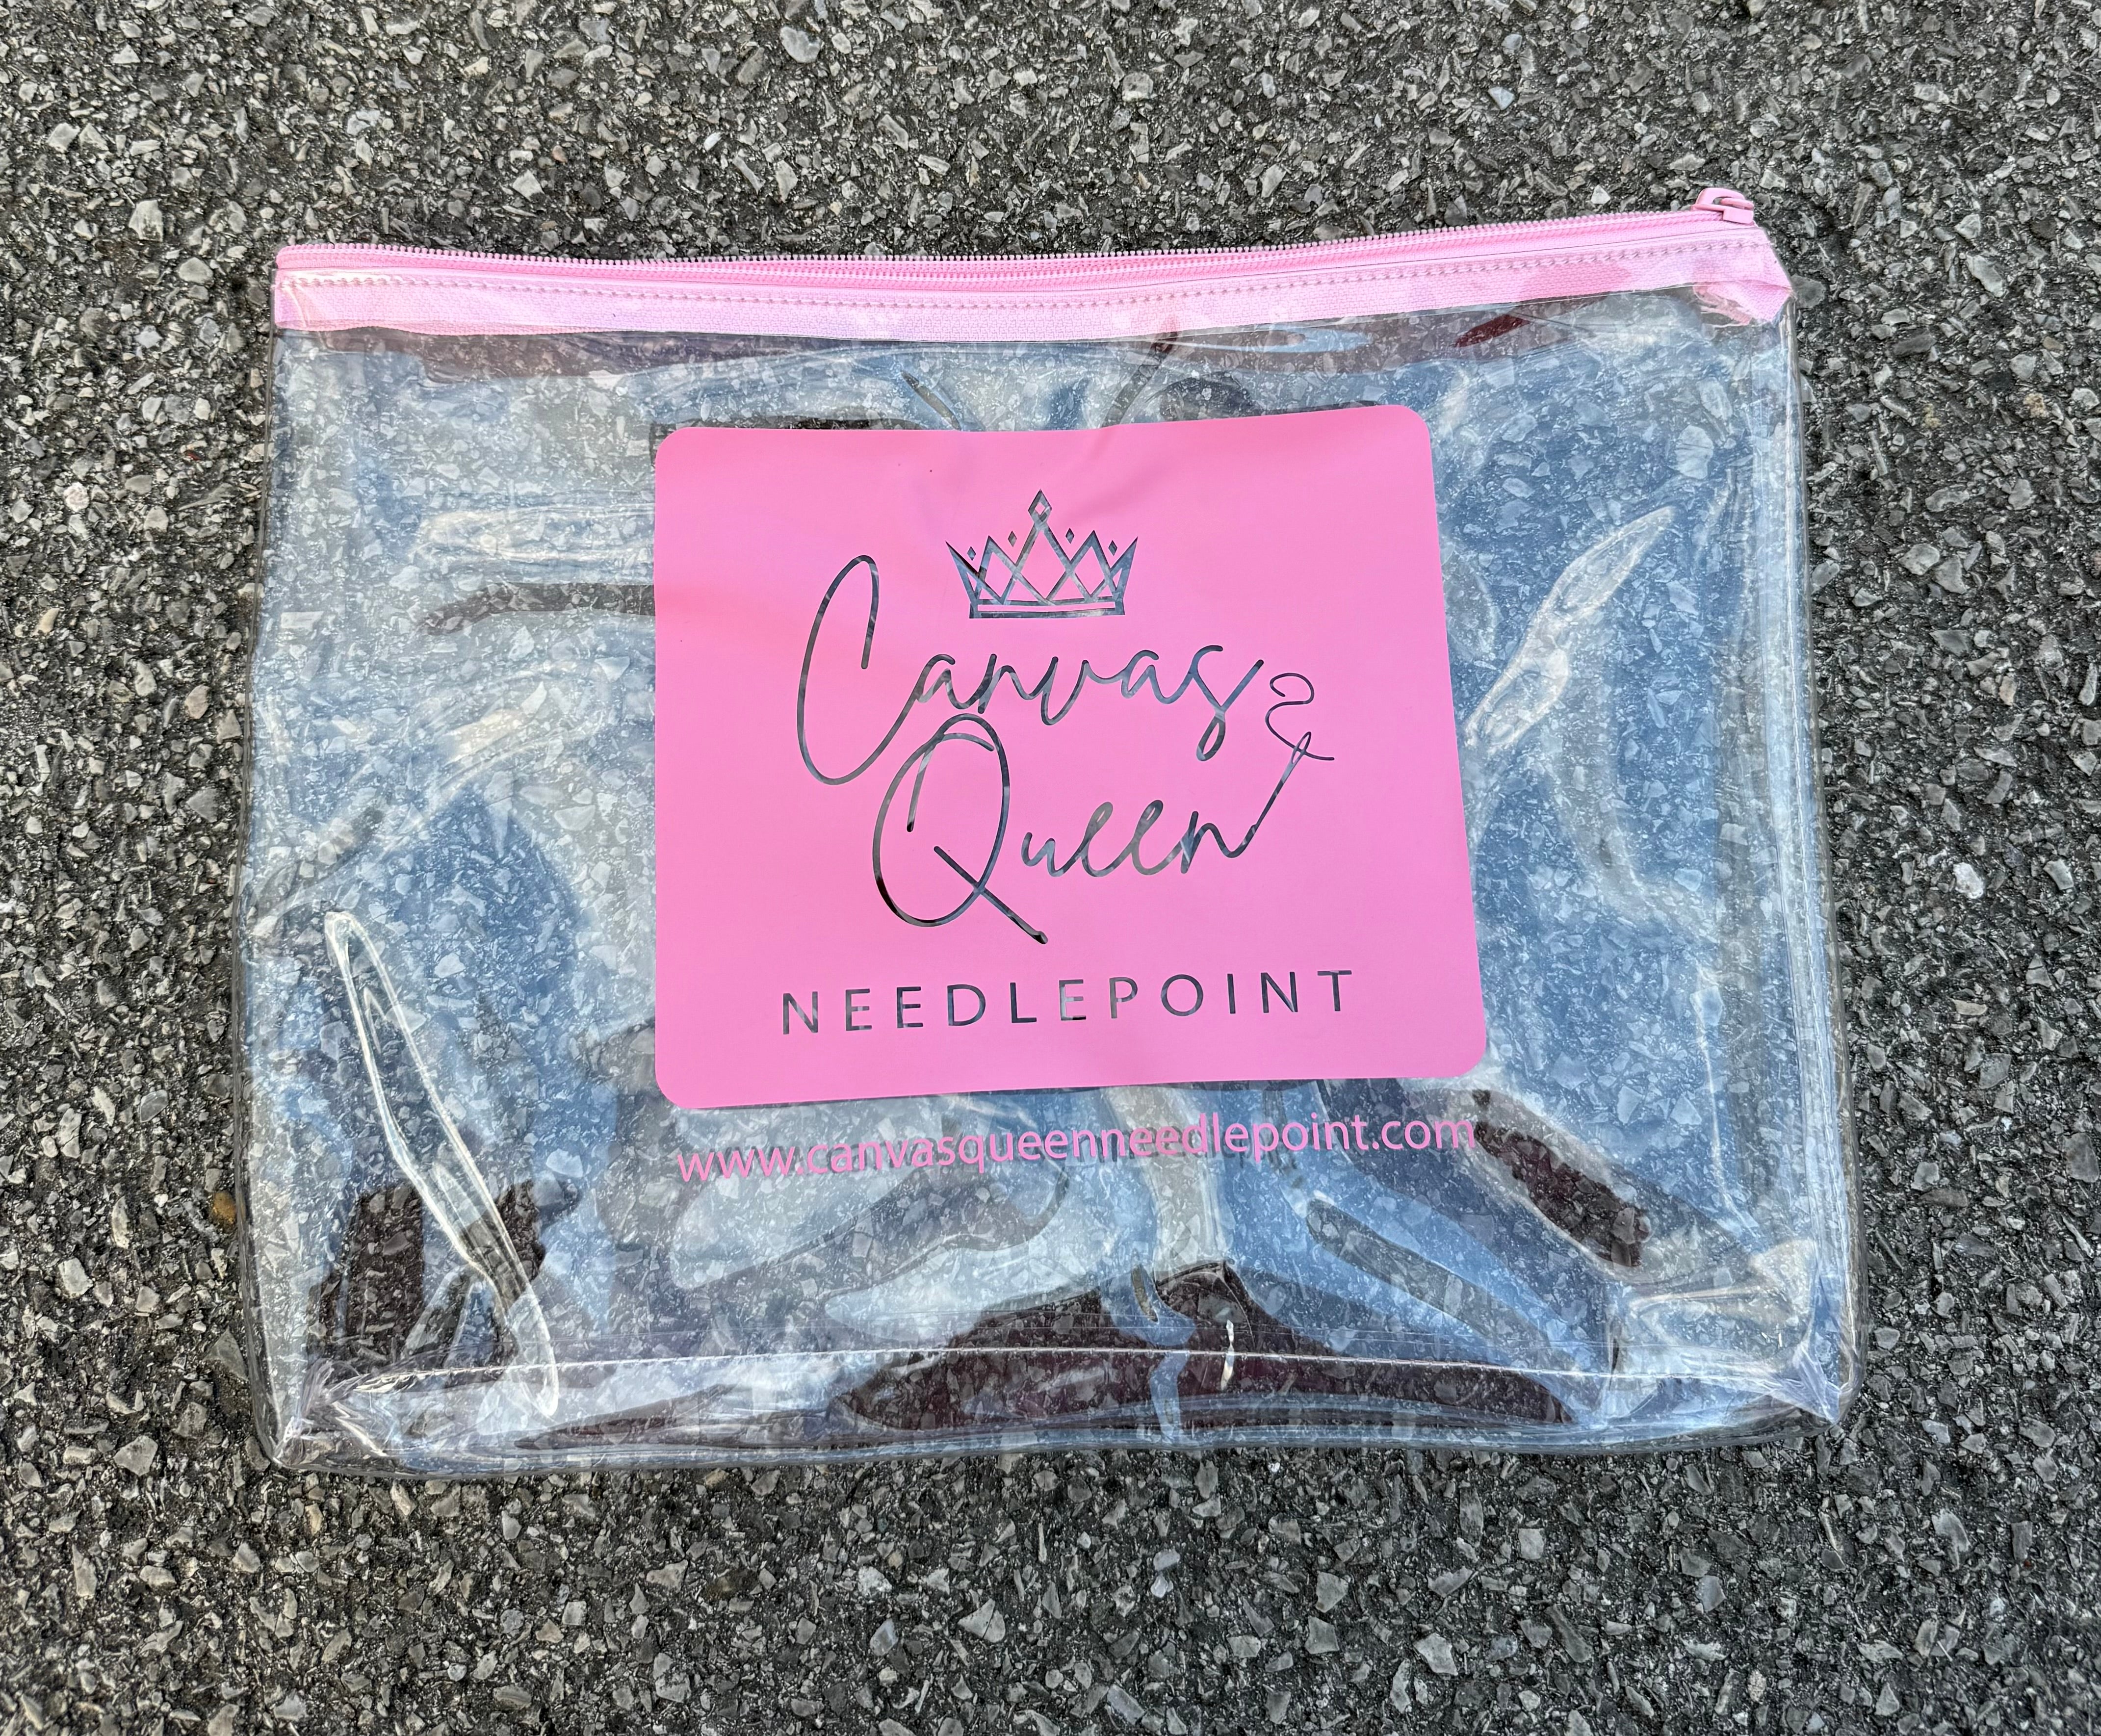 Canvas
Queen
NEEDLEPOINT
www.canvasqueenneedlepoint.com